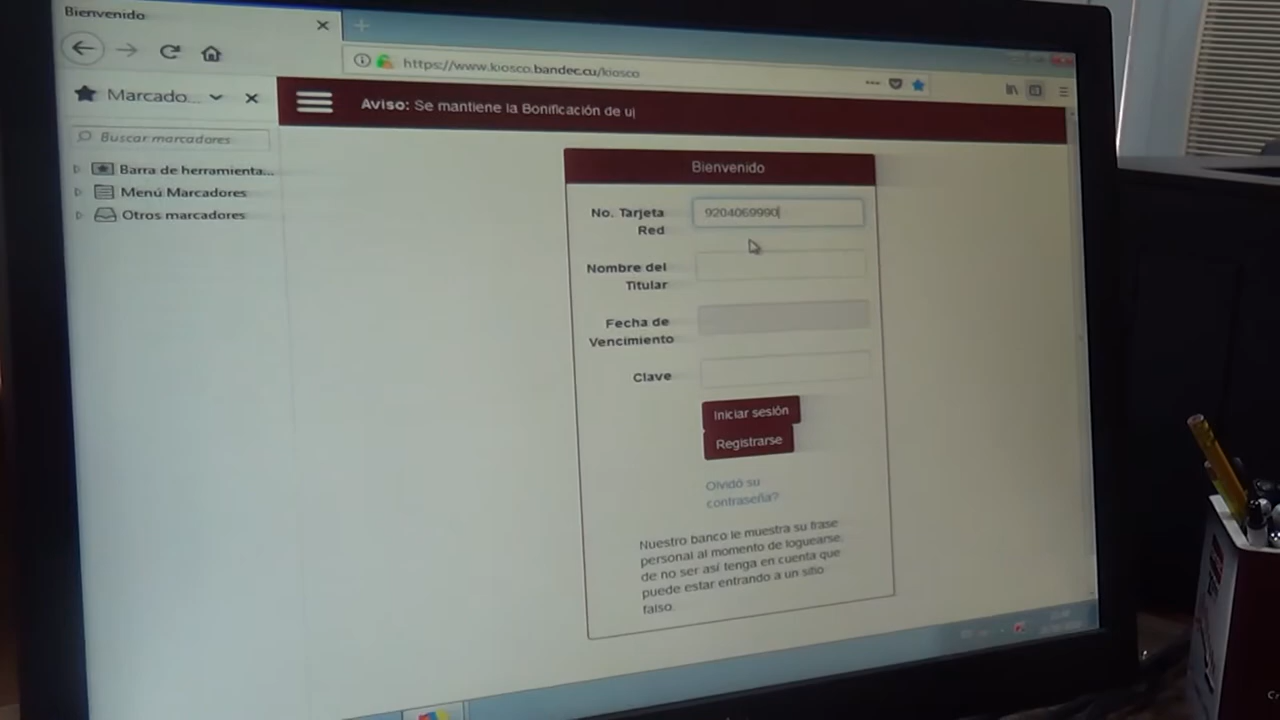 Bienvenido
https://www.kiosco.bandec.cu/kiosco
Marcado...
Aviso: Se mantiene la Bonificación de u
Buscar marcadores
Barra de herramienta...
Menú Marcadores
Otros marcadores
Bienvenido
No. Tarjeta
Red
9204069990
Nombre del
Titular
Fecha de
Vencimiento
Clave
Iniciar sesión
Registrarse
Olvidó su
contraseña?
Nuestro banco le muestra su frase
personal al momento de loguearse,
de no ser así tenga en cuenta que
puede estar entrando a un sitio
falso.